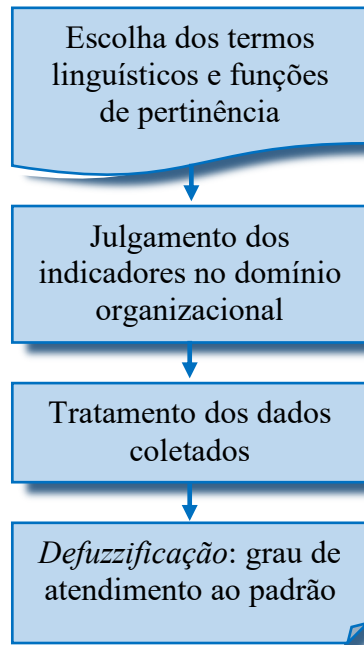 Escolha dos termos
linguísticos e funções
de pertinência
Julgamento dos
indicadores no domínio
organizacional
Tratamento dos dados
coletados
Defuzzificação: grau de
atendimento ao padrão